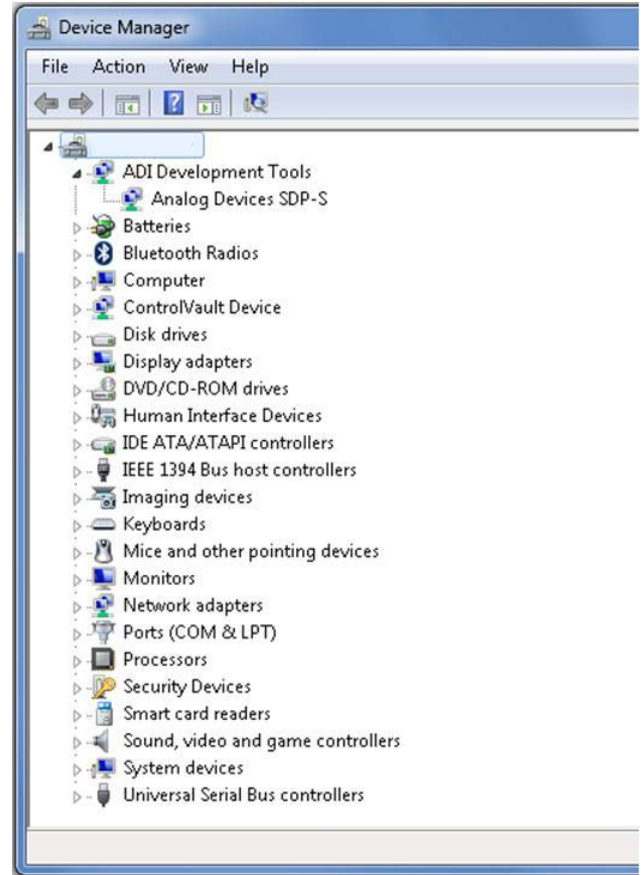 Device Manager
File Action View Help
ADI Development Tools
Analog Devices SDP-S
Batteries
Bluetooth Radios
Computer
ControlVault Device
Disk drives
Display adapters
DVD/CD-ROM drives
Human Interface Devices
IDE ATA/ATAPI controllers
IEEE 1394 Bus host controllers
Imaging devices
Keyboards
Mice and other pointing devices
Monitors
Network adapters
Ports (COM & LPT)
Processors
Security Devices
Smart card readers
Sound, video and game controllers
System devices
Universal Serial Bus controllers